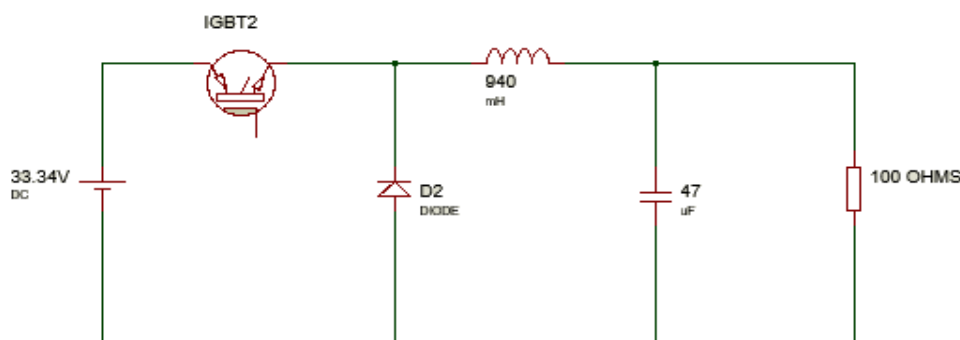 IGBT2
940
mH
33.34V
DC
D2
DIODE
47
uF
100 OHMS